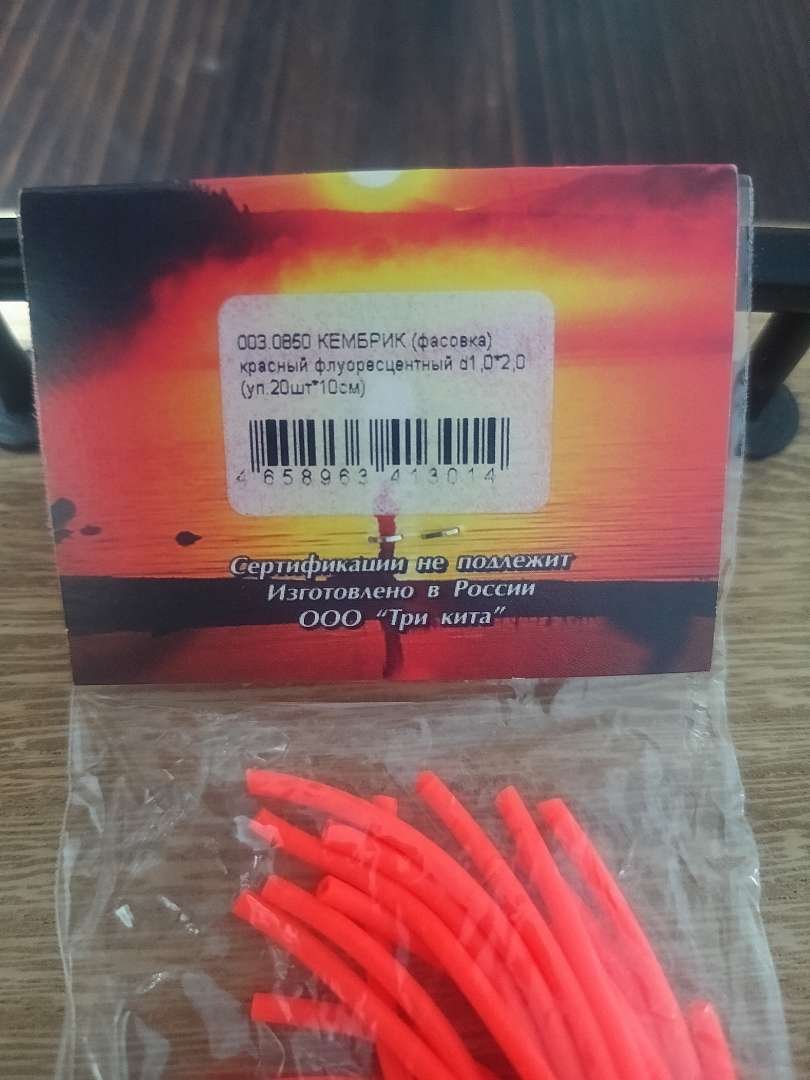 003.0850 КЕМБРИК (фасовка)
красный флуоресцентный d1,0*2,0
(уп.20шт*10см)
4 658963 413014
Сертификации не подлежит
Изготовлено в России
ООО "Три кита"